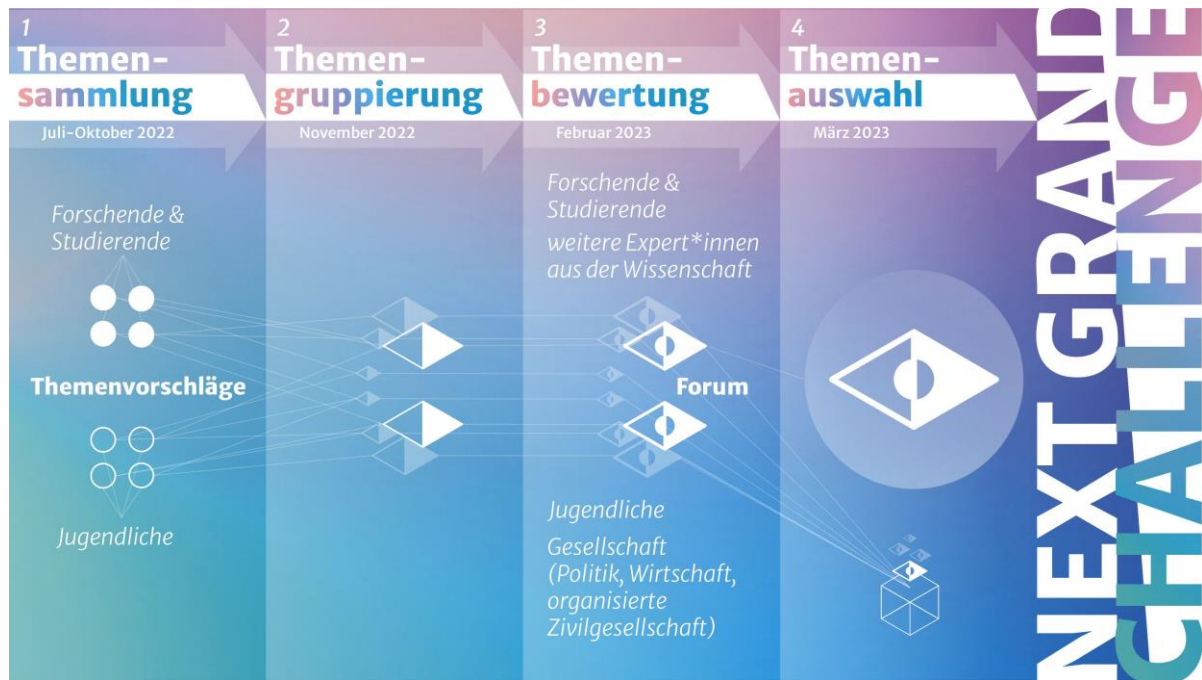 1
Themen-
sammlung
Juli–Oktober 2022
Forschende &
Studierende
Themenvorschläge
Jugendliche
2
Themen-
gruppierung
November 2022
3
Themen-
bewertung
Februar 2023
Forschende &
Studierende
weitere Expert*innen
aus der Wissenschaft
Forum
Jugendliche
Gesellschaft
(Politik, Wirtschaft,
organisierte
Zivilgesellschaft)
4
Themen-
auswahl
März 2023
NEXT GRAND
CHALLENGE